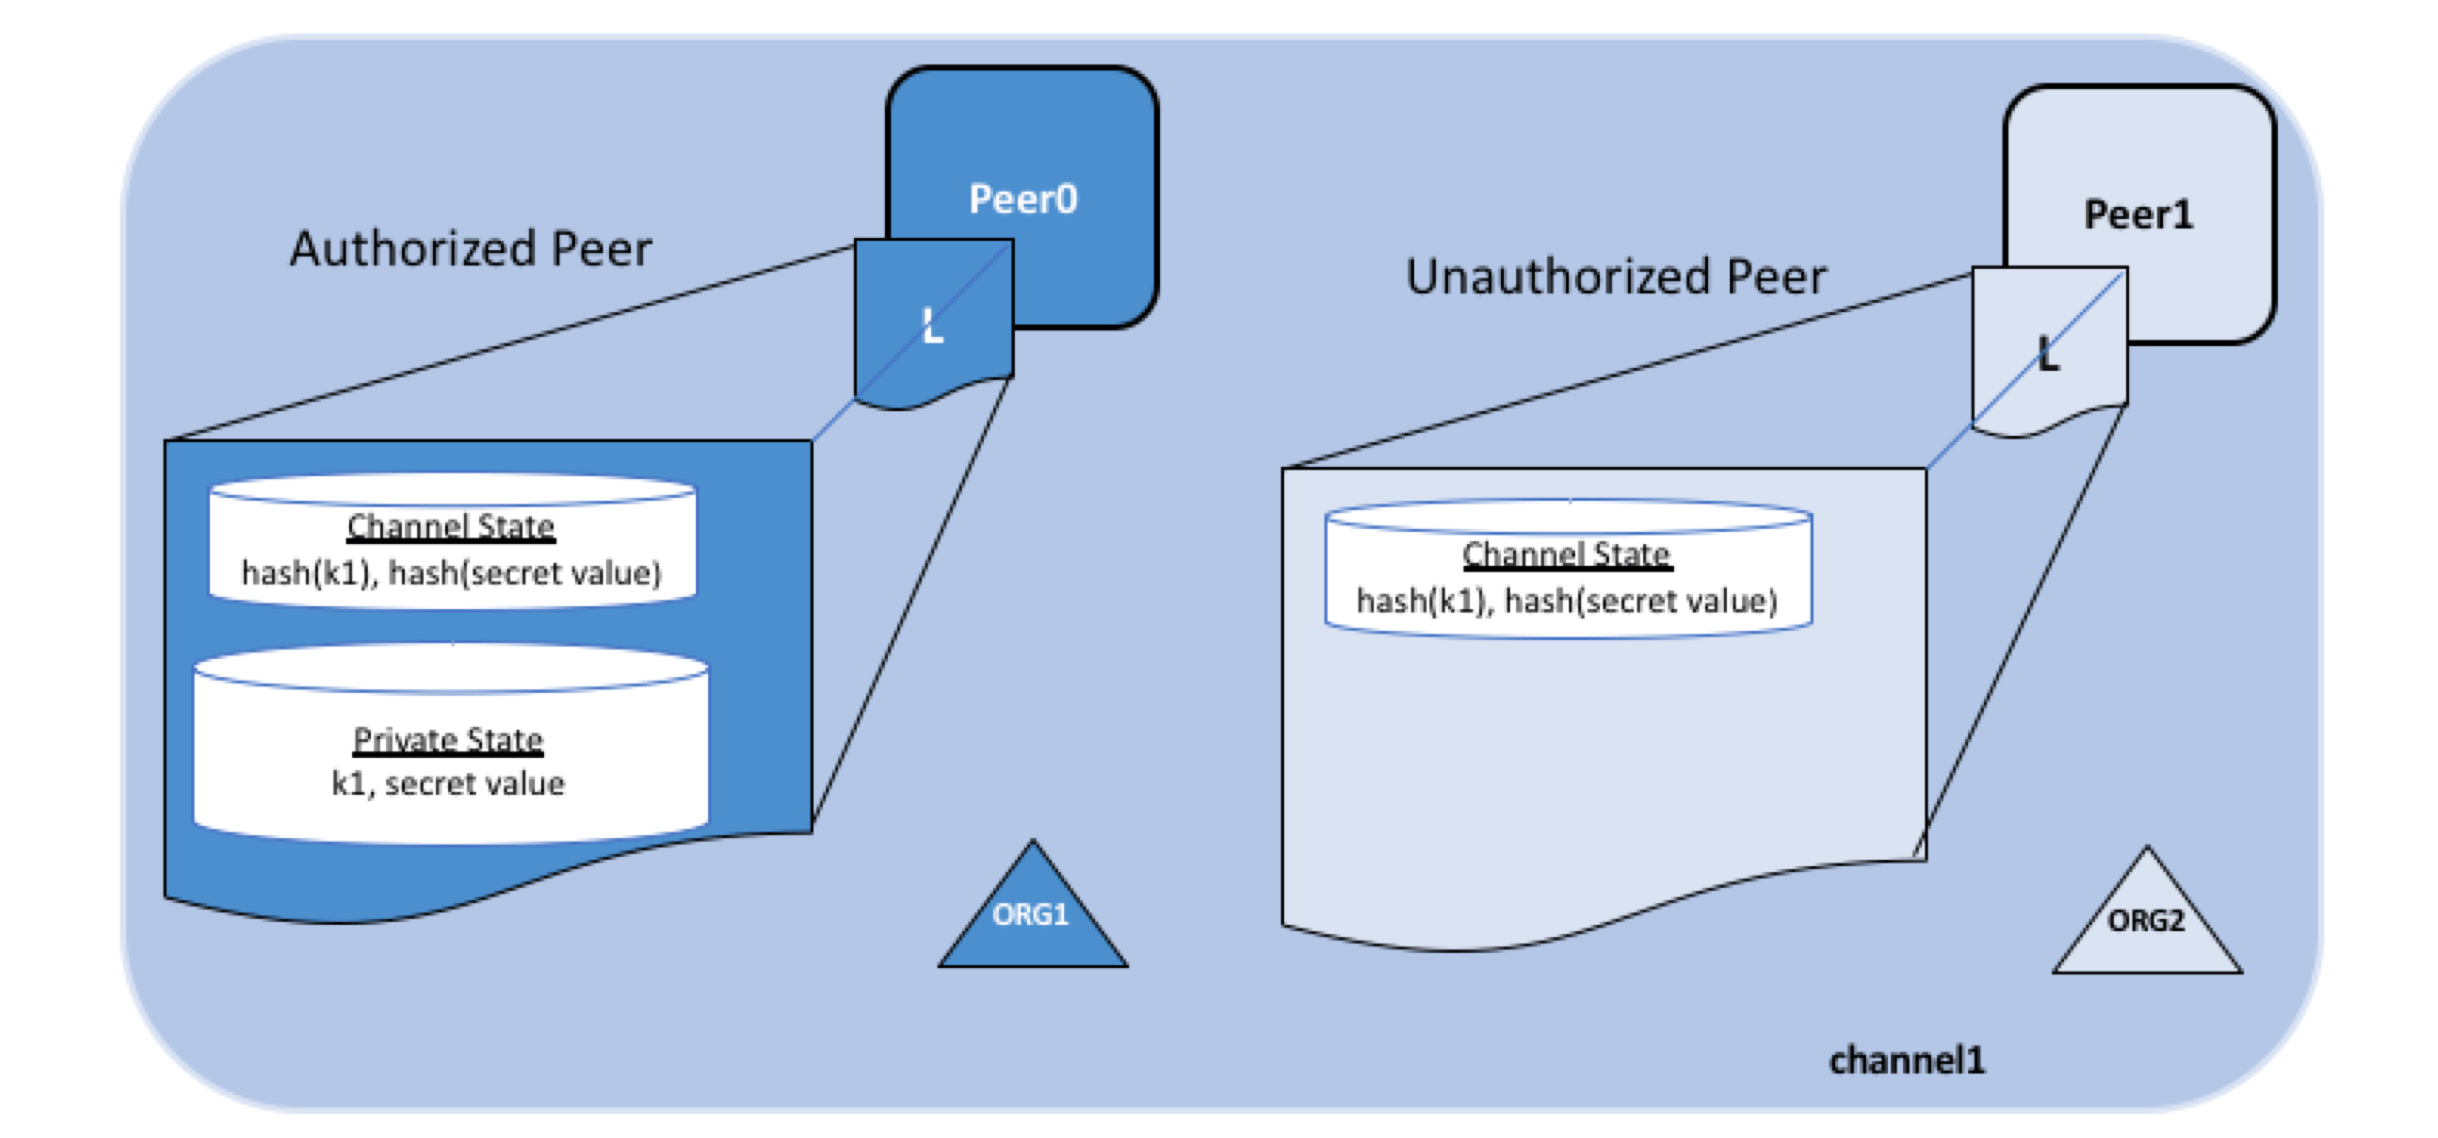 Peer0
Authorized Peer
L
Channel State
hash(k1), hash(secret value)
Private State
k1, secret value
ORG1
Peer1
Unauthorized Peer
L
Channel State
hash(k1), hash(secret value)
ORG2
channel1